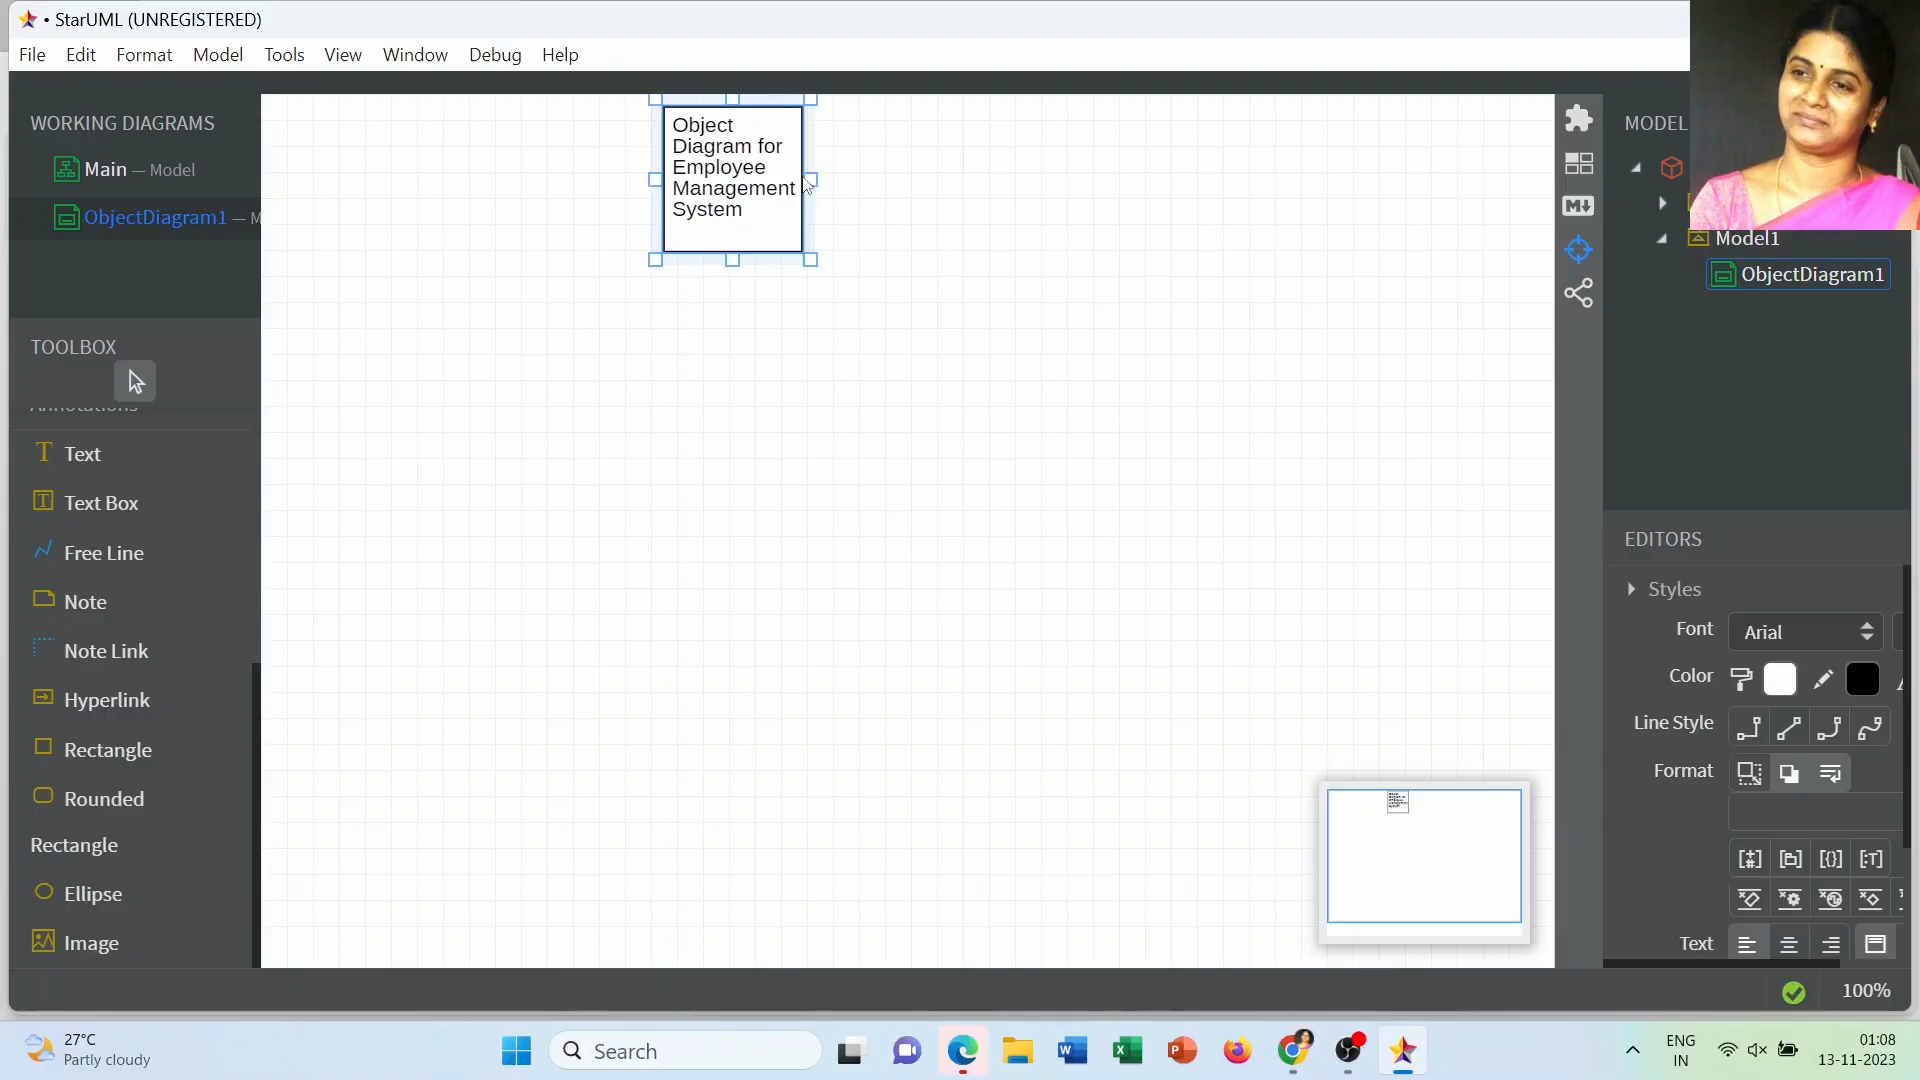 • StarUML (UNREGISTERED)
File Edit Format Model Tools View Window Debug Help
WORKING DIAGRAMS
Main — Model
ObjectDiagram1 — M
TOOLBOX
Annotations
Text
Text Box
Free Line
Note
Note Link
Hyperlink
Rectangle
Rounded
Rectangle
Ellipse
Image
Object
Diagram for
Employee
Management
System
MODEL
Model1
ObjectDiagram1
EDITORS
Styles
Font Arial
Color
Line Style
Format
Text
100%
27°C
Partly cloudy
Search
ENG
IN
01:08
13-11-2023